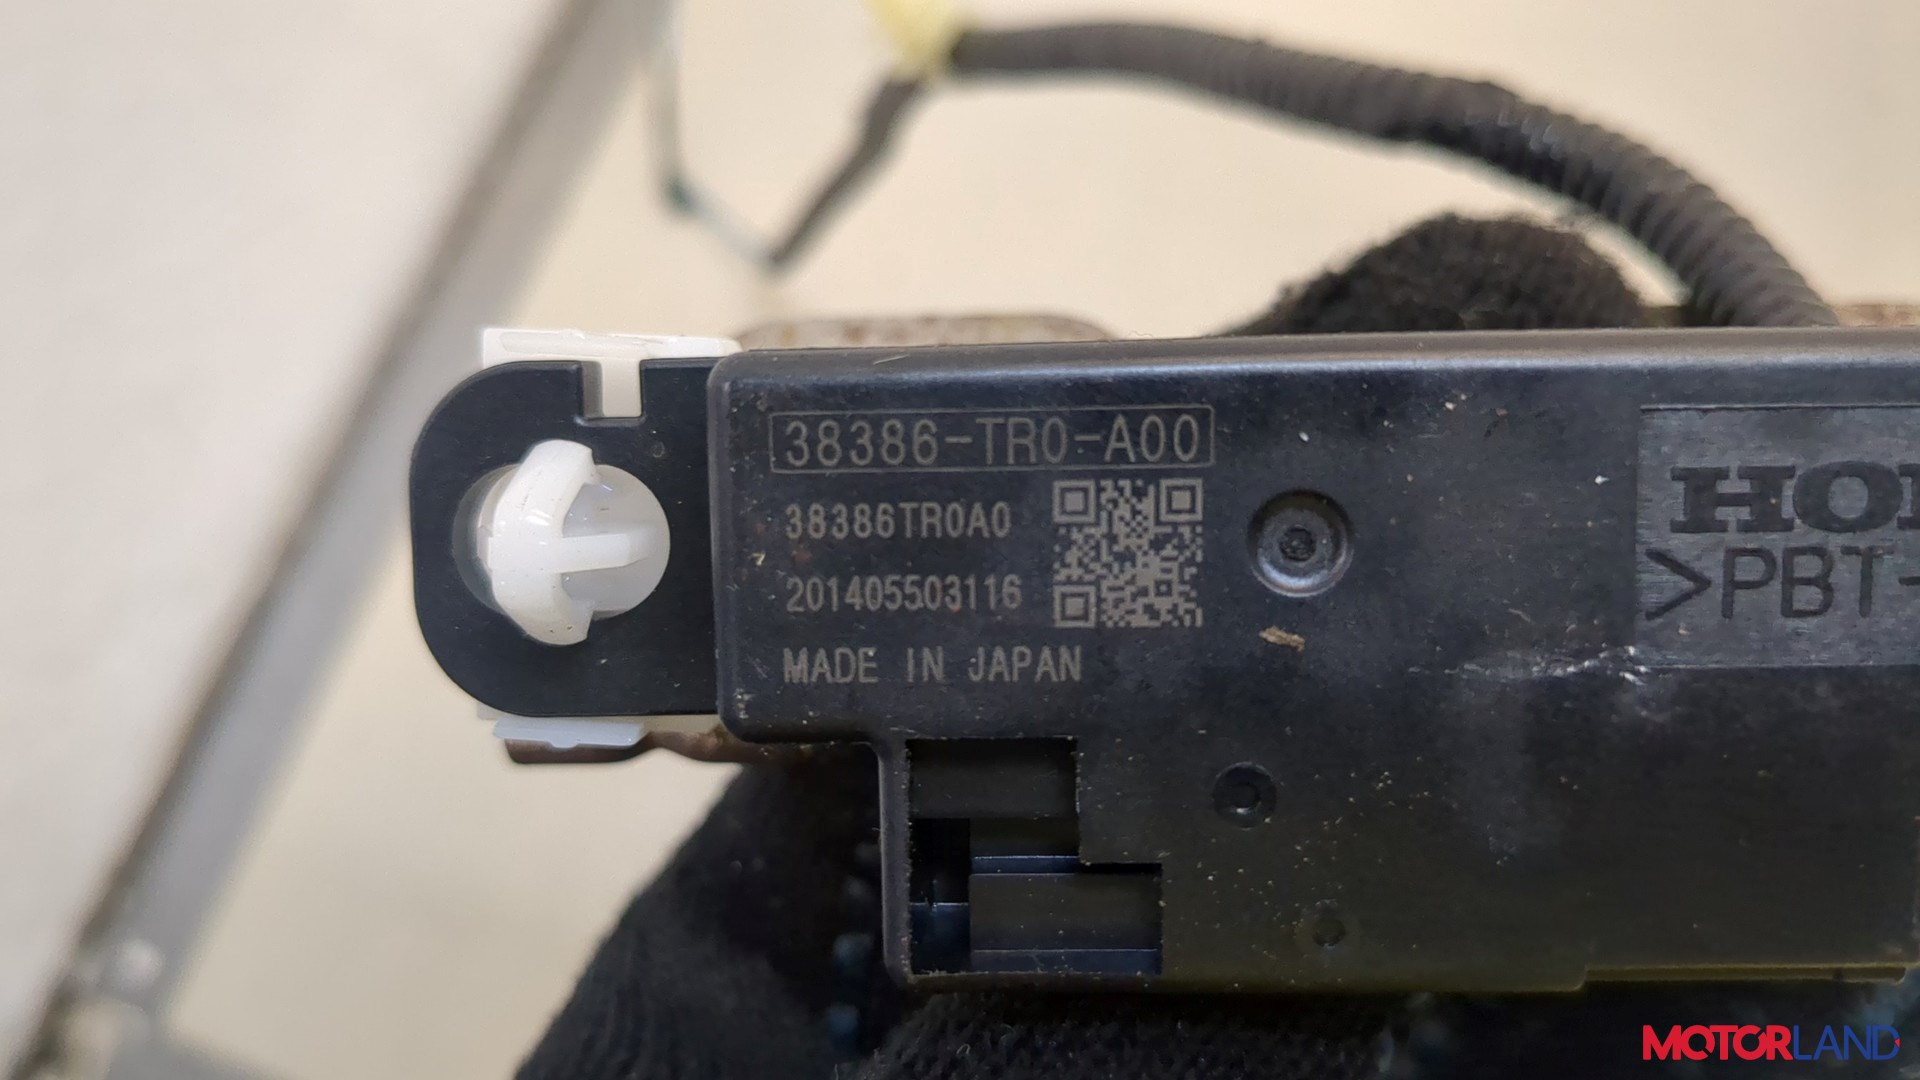 38386-TR0-A00
38386TR0A0
201405503116
MADE IN JAPAN
>PBT-
MOTORLAND